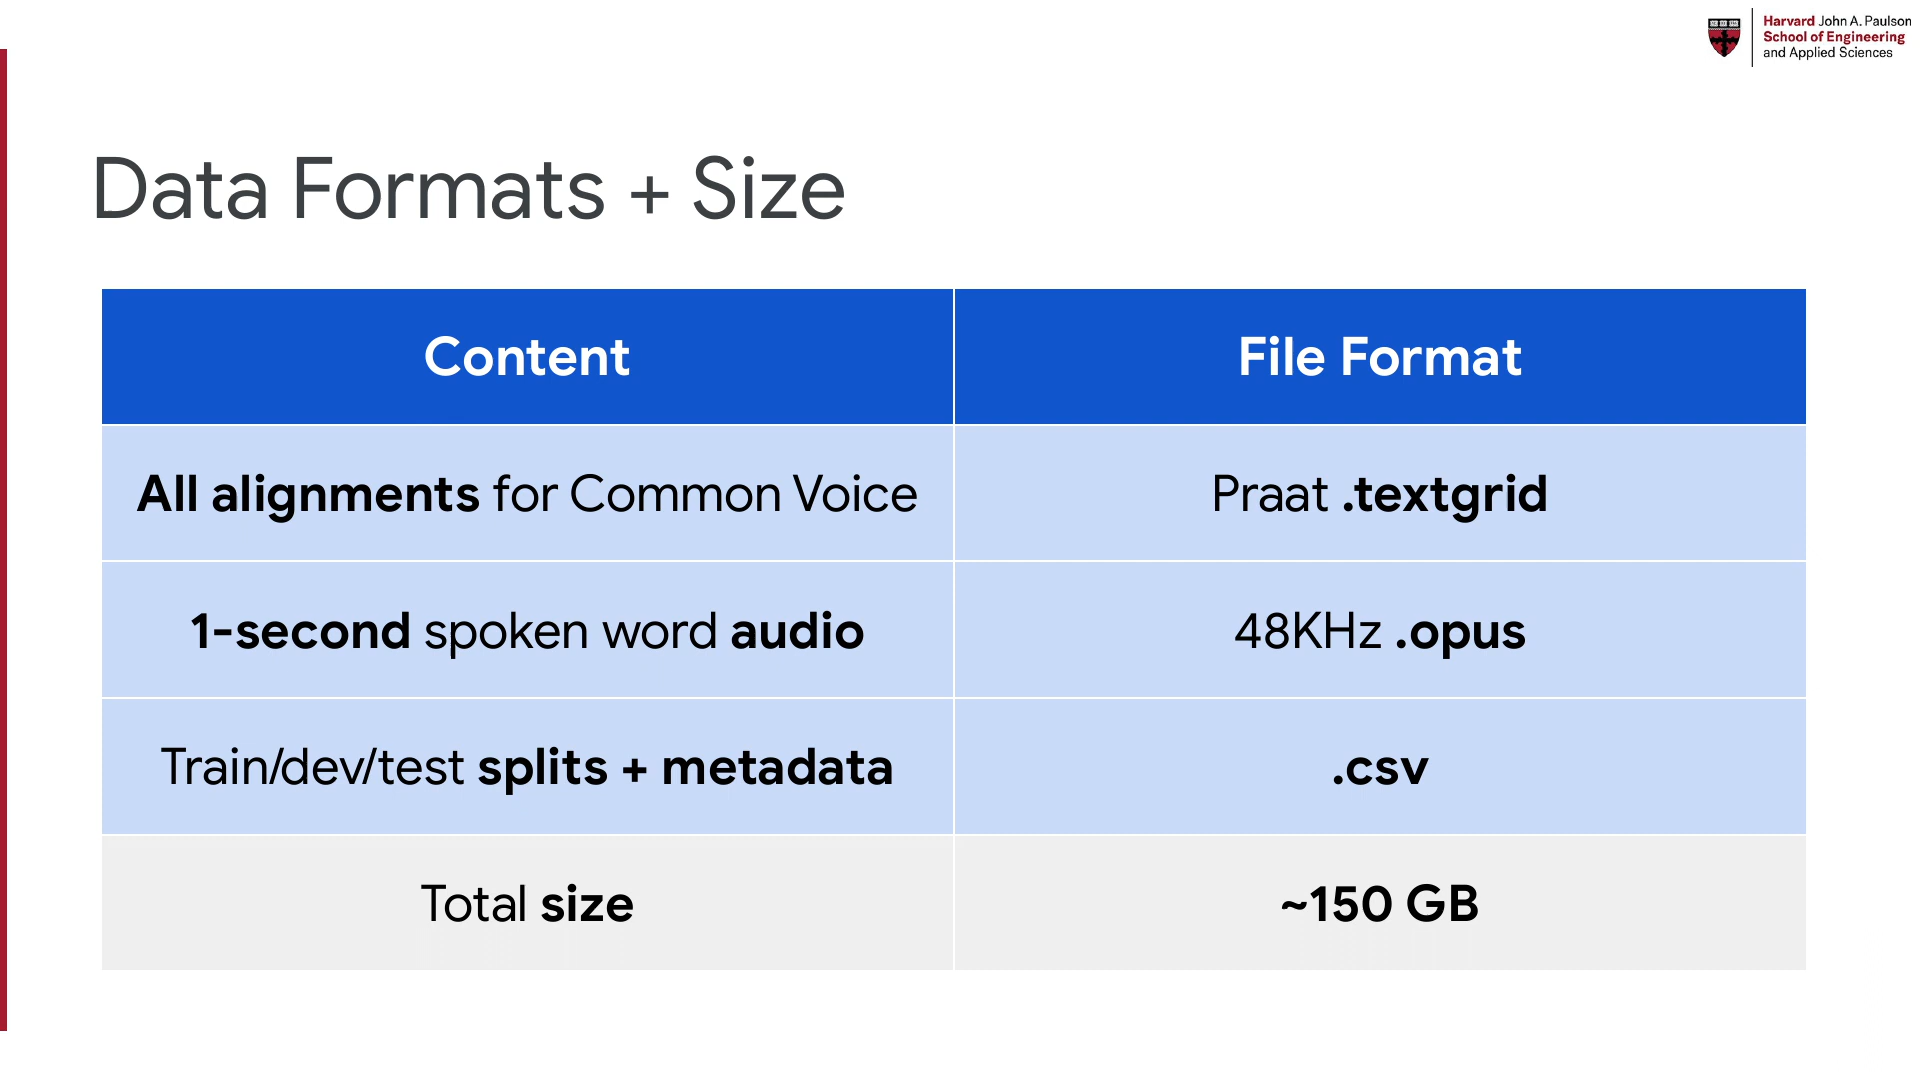 Harvard John A. Paulson
School of Engineering
and Applied Sciences
Data Formats + Size
Content
File Format
All alignments for Common Voice
Praat .textgrid
1-second spoken word audio
48KHz .opus
Train/dev/test splits + metadata
.csv
Total size
~150 GB